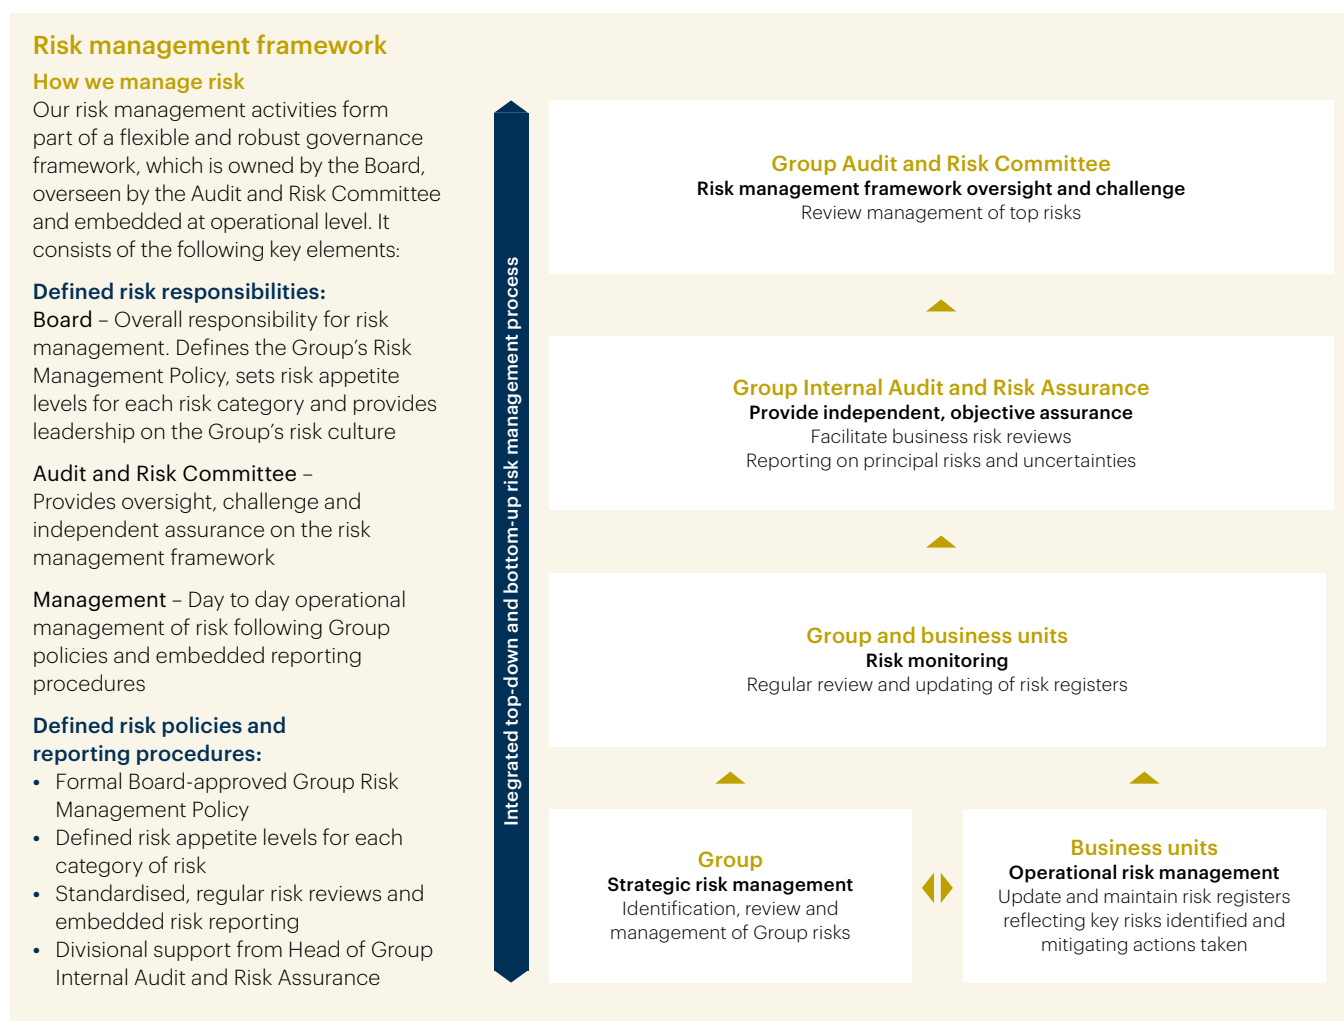 Risk management framework
How we manage risk
Our risk management activities form
part of a flexible and robust governance
framework, which is owned by the Board,
overseen by the Audit and Risk Committee
and embedded at operational level. It
consists of the following key elements:
Defined risk responsibilities:
Board – Overall responsibility for risk
management. Defines the Group’s Risk
Management Policy, sets risk appetite
levels for each risk category and provides
leadership on the Group’s risk culture
Audit and Risk Committee –
Provides oversight, challenge and
independent assurance on the risk
management framework
Management – Day to day operational
management of risk following Group
policies and embedded reporting
procedures
Defined risk policies and
reporting procedures:
• Formal Board-approved Group Risk
Management Policy
• Defined risk appetite levels for each
category of risk
• Standardised, regular risk reviews and
embedded risk reporting
• Divisional support from Head of Group
Internal Audit and Risk Assurance
Integrated top-down and bottom-up risk management process
Group Audit and Risk Committee
Risk management framework oversight and challenge
Review management of top risks
Group Internal Audit and Risk Assurance
Provide independent, objective assurance
Facilitate business risk reviews
Reporting on principal risks and uncertainties
Group and business units
Risk monitoring
Regular review and updating of risk registers
Group
Strategic risk management
Identification, review and
management of Group risks
Business units
Operational risk management
Update and maintain risk registers
reflecting key risks identified and
mitigating actions taken